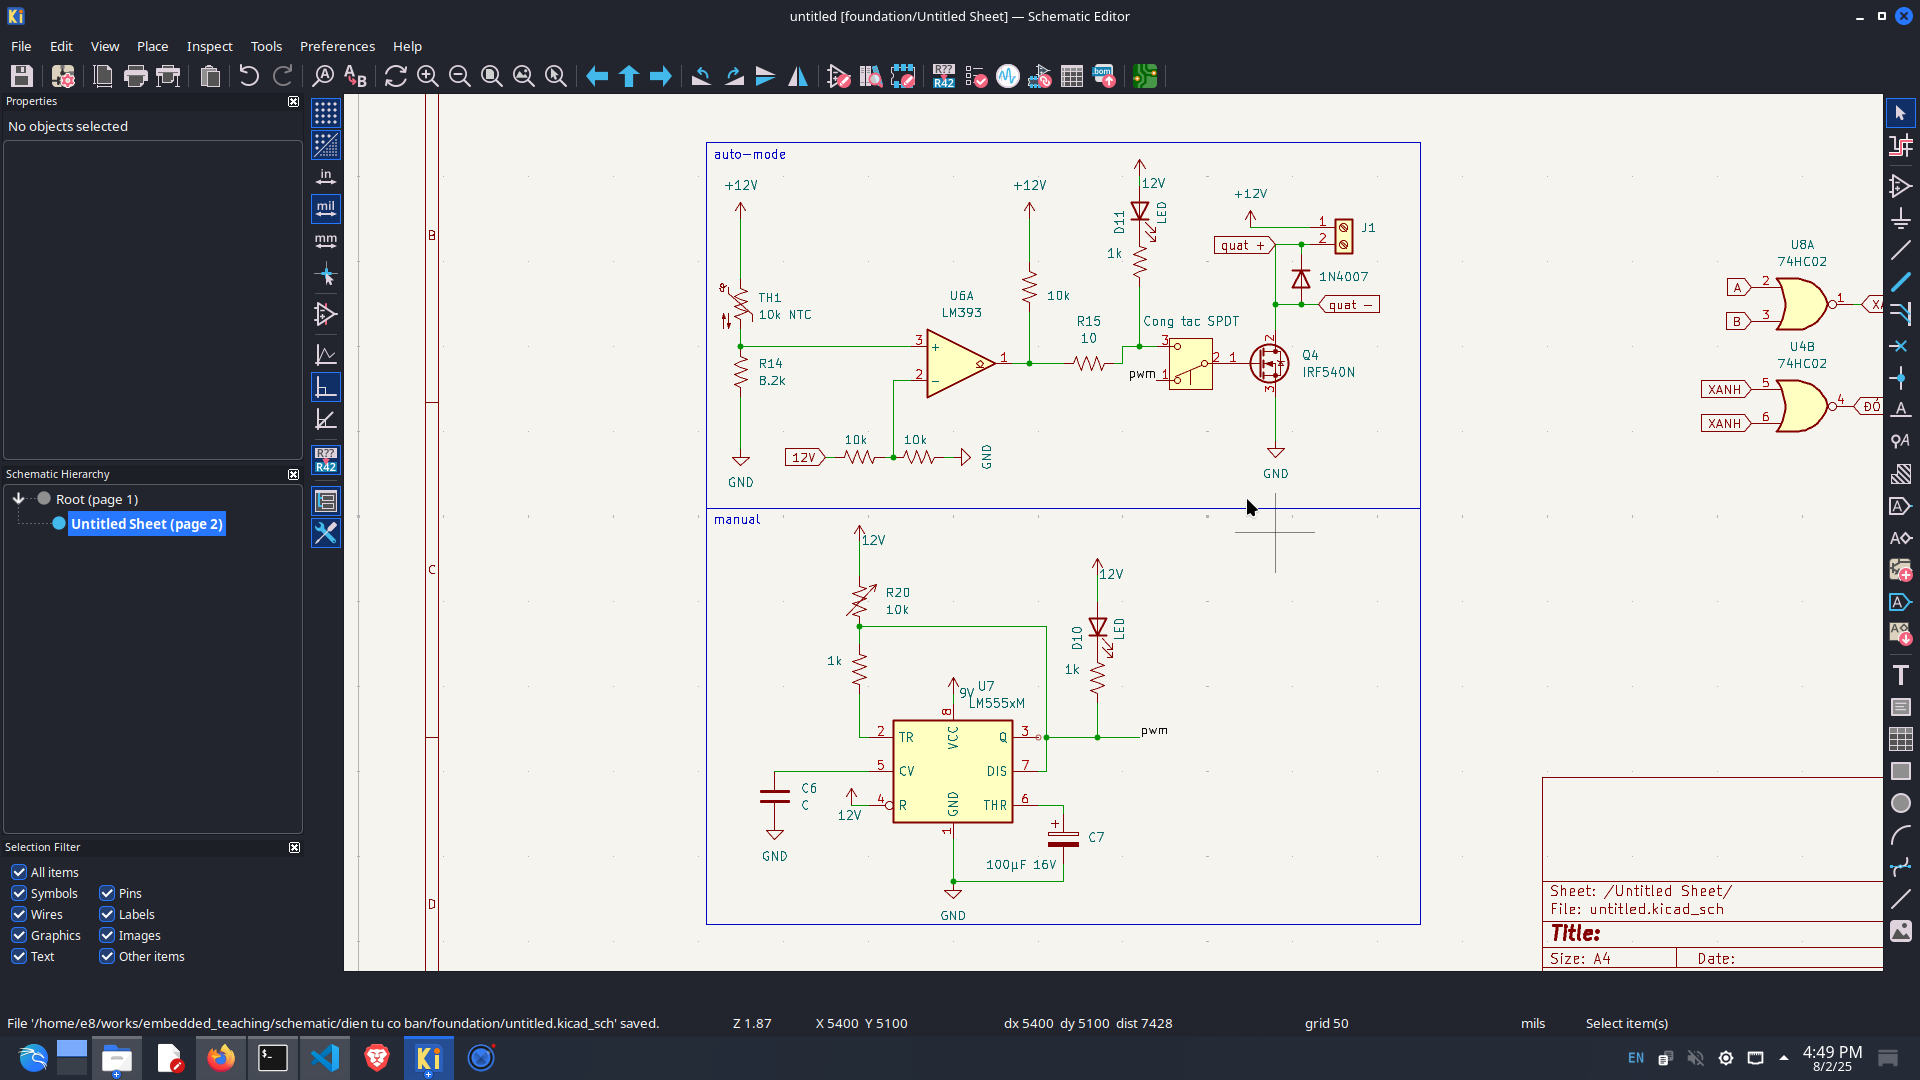 untitled [foundation/Untitled Sheet] — Schematic Editor
File Edit View Place Inspect Tools Preferences Help
Properties
No objects selected
in
mil
mm
R??
R42
R??
R42
bom
Schematic Hierarchy
Root (page 1)
Untitled Sheet (page 2)
Selection Filter
All items
Symbols Pins
Wires Labels
Graphics Images
Text Other items
B
C
D
auto-mode
+12V
TH1
10k NTC
R14
8.2k
GND
U6A
LM393
3
2
1
+
−
12V
10k
10k
GND
+12V
10k
R15
10
12V
D11
LED
1k
Cong tac SPDT
3
pwm 1
2 1
+12V
quat +
1
2
J1
1N4007
quat -
2
Q4
IRF540N
3
GND
manual
12V
R20
10k
1k
9V
U7
LM555xM
8
2 TR
VCC
Q 3
5 CV
DIS 7
4 R
GND
THR 6
1
C6
C
GND
12V
12V
D10
LED
1k
pwm
+
C7
100µF 16V
GND
U8A
74HC02
A 2
B 3
1
XA
U4B
74HC02
XANH 5
XANH 6
4
ĐỎ
Sheet: /Untitled Sheet/
File: untitled.kicad_sch
Title:
Size: A4 Date:
File '/home/e8/works/embedded_teaching/schematic/dien tu co ban/foundation/untitled.kicad_sch' saved.
Z 1.87
X 5400 Y 5100
dx 5400 dy 5100 dist 7428
grid 50
mils
Select item(s)
EN
4:49 PM
8/2/25